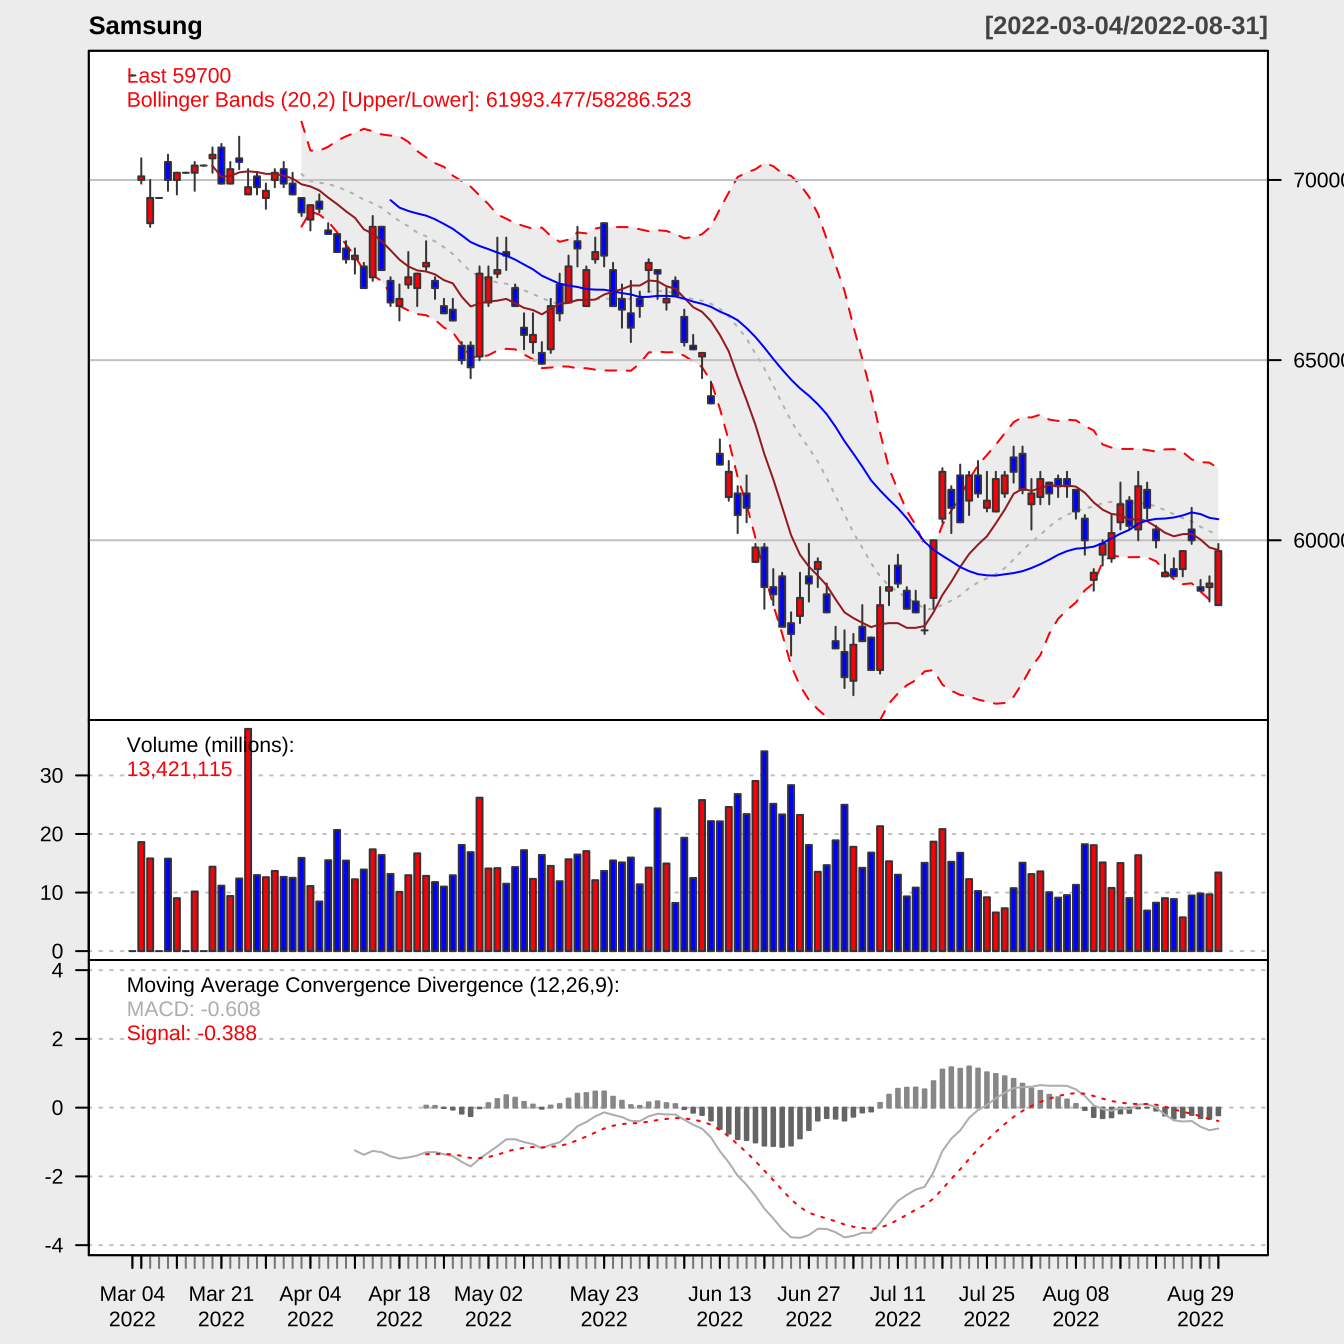 Samsung
[2022-03-04/2022-08-31]
Last 59700
Bollinger Bands (20,2) [Upper/Lower]: 61993.477/58286.523
70000
65000
60000
Volume (millions):
13,421,115
30
20
10
0
Moving Average Convergence Divergence (12,26,9):
MACD: -0.608
Signal: -0.388
4
2
0
-2
-4
Mar 04 Mar 21 Apr 04 Apr 18 May 02 May 23 Jun 13 Jun 27 Jul 11 Jul 25 Aug 08 Aug 29
2022 2022 2022 2022 2022 2022 2022 2022 2022 2022 2022 2022